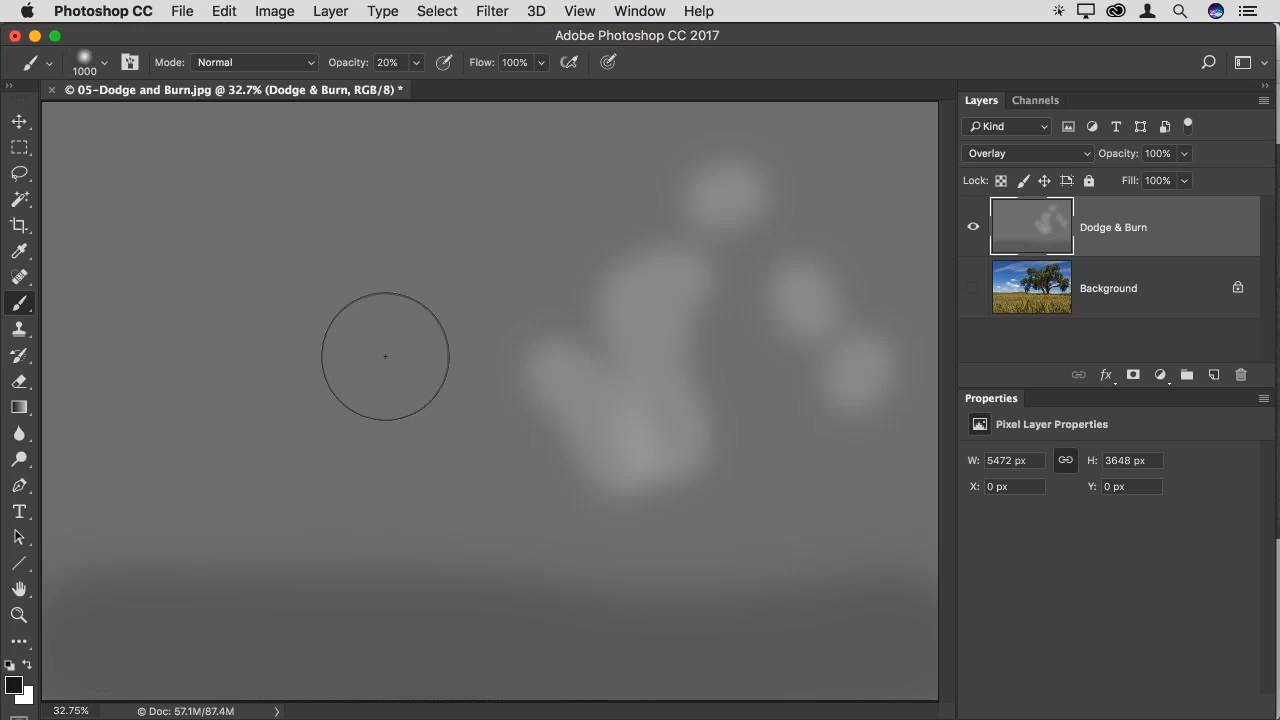 Photoshop CC File Edit Image Layer Type Select Filter 3D View Window Help
Adobe Photoshop CC 2017
1000 Mode: Normal Opacity: 20% Flow: 100%
× © 05-Dodge and Burn.jpg @ 32.7% (Dodge & Burn, RGB/8) *
Layers Channels
Kind
Overlay Opacity: 100%
Lock: Fill: 100%
Dodge & Burn
Background
fx
Properties
Pixel Layer Properties
W: 5472 px H: 3648 px
X: 0 px Y: 0 px
32.75% © Doc: 57.1M/87.4M